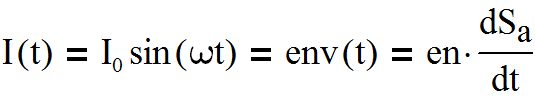 I(t) = I₀ sin(ωt) = env(t) = en·dSₐ/dt